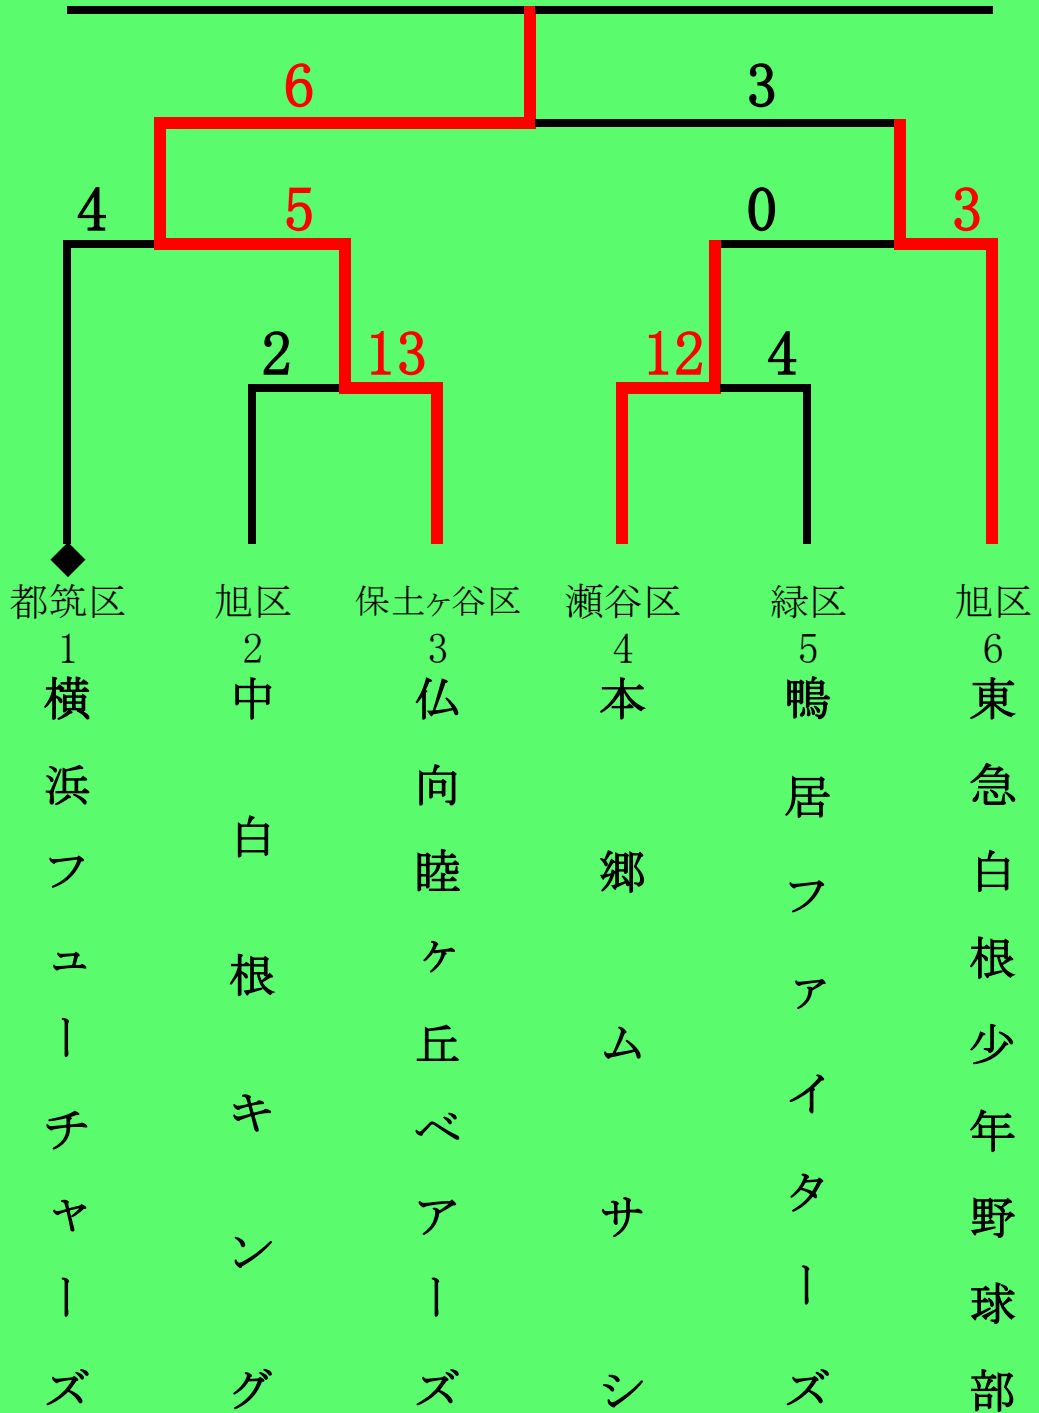 6
3
4
5
0
3
2
13
12
4
都筑区
旭区
保土ヶ谷区
瀬谷区
緑区
旭区
1
2
3
4
5
6
横浜フューチャーズ
中白根キング
仏向睦ヶ丘ベアーズ
本郷ムサシ
鴨居ファイターズ
東急白根少年野球部